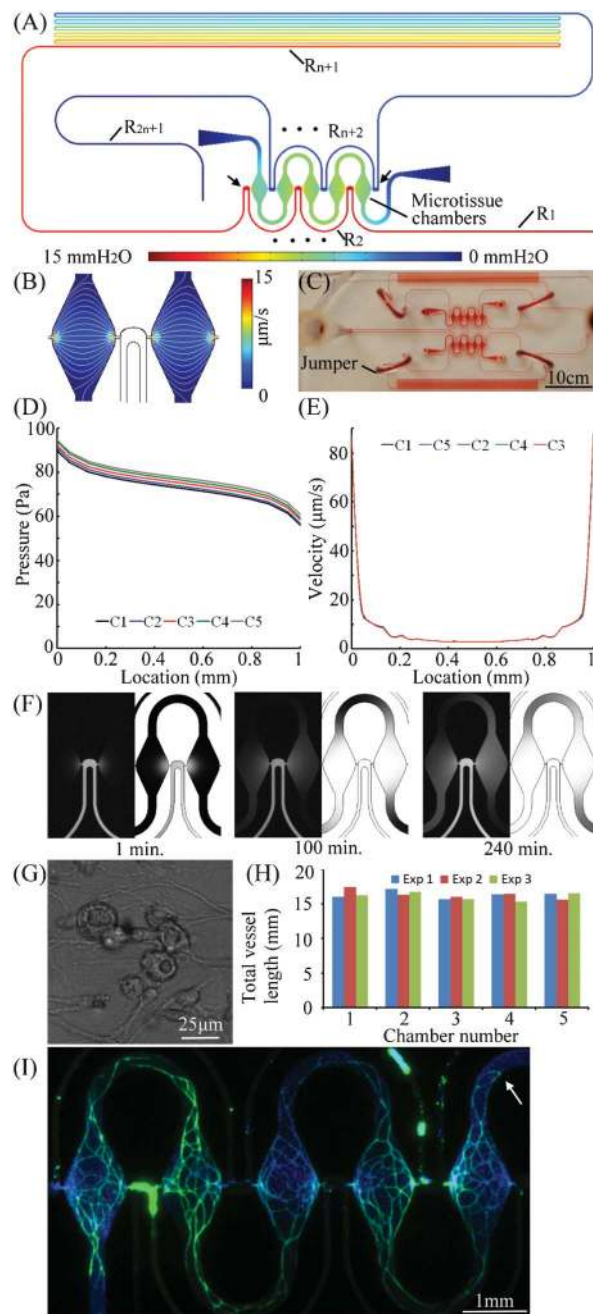 (A)
Rn+1
R2n+1
Rn+2
Microtissue
chambers
R1
R2
15 mmH2O
0 mmH2O
(B)
15
μm/s
0
(C)
Jumper
10cm
(D)
100
80
60
40
20
0
Pressure (Pa)
C1 C2 C3 C4 C5
0 0.2 0.4 0.6 0.8 1
Location (mm)
(E)
C1 C5 C2 C4 C3
80
60
40
20
0
Velocity (μm/s)
0 0.2 0.4 0.6 0.8 1
Location (mm)
(F)
1 min.
100 min.
240 min.
(G)
25μm
(H)
Exp 1 Exp 2 Exp 3
20
15
10
5
0
Total vessel
length (mm)
1 2 3 4 5
Chamber number
(I)
1mm